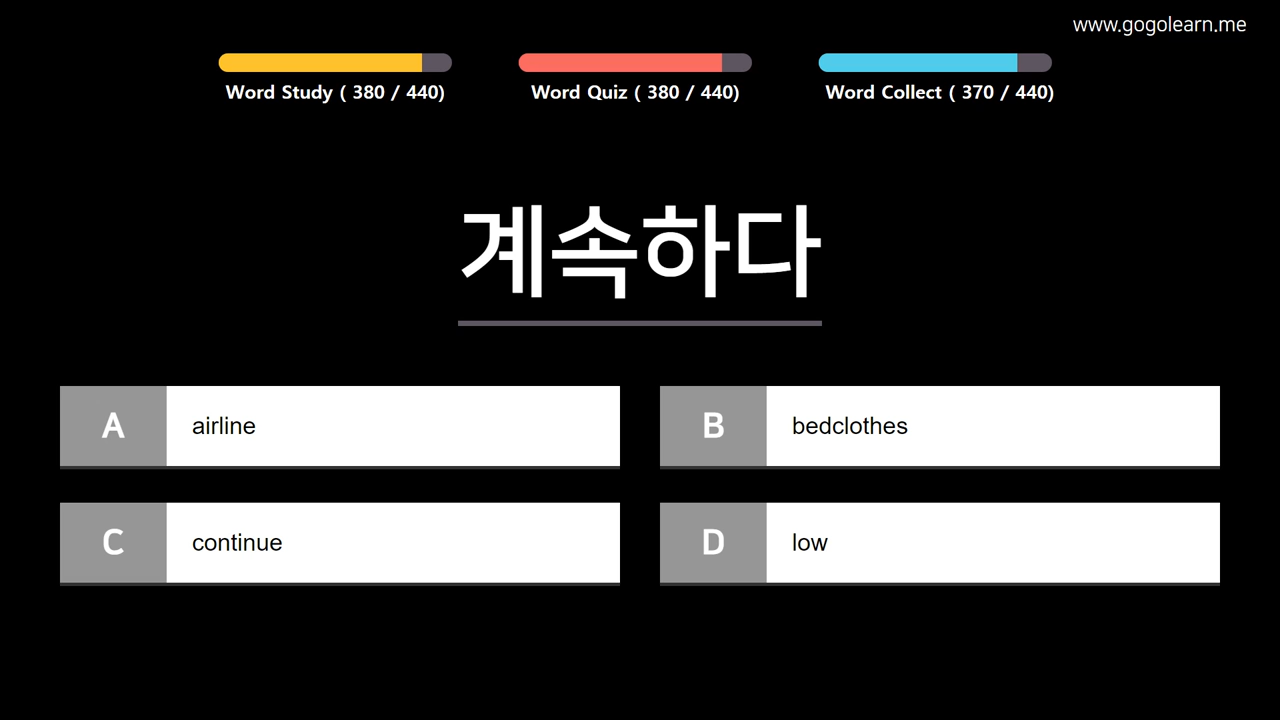 www.gogolearn.me
Word Study ( 380 / 440)
Word Quiz ( 380 / 440)
Word Collect ( 370 / 440)
계속하다
A airline
B bedclothes
C continue
D low